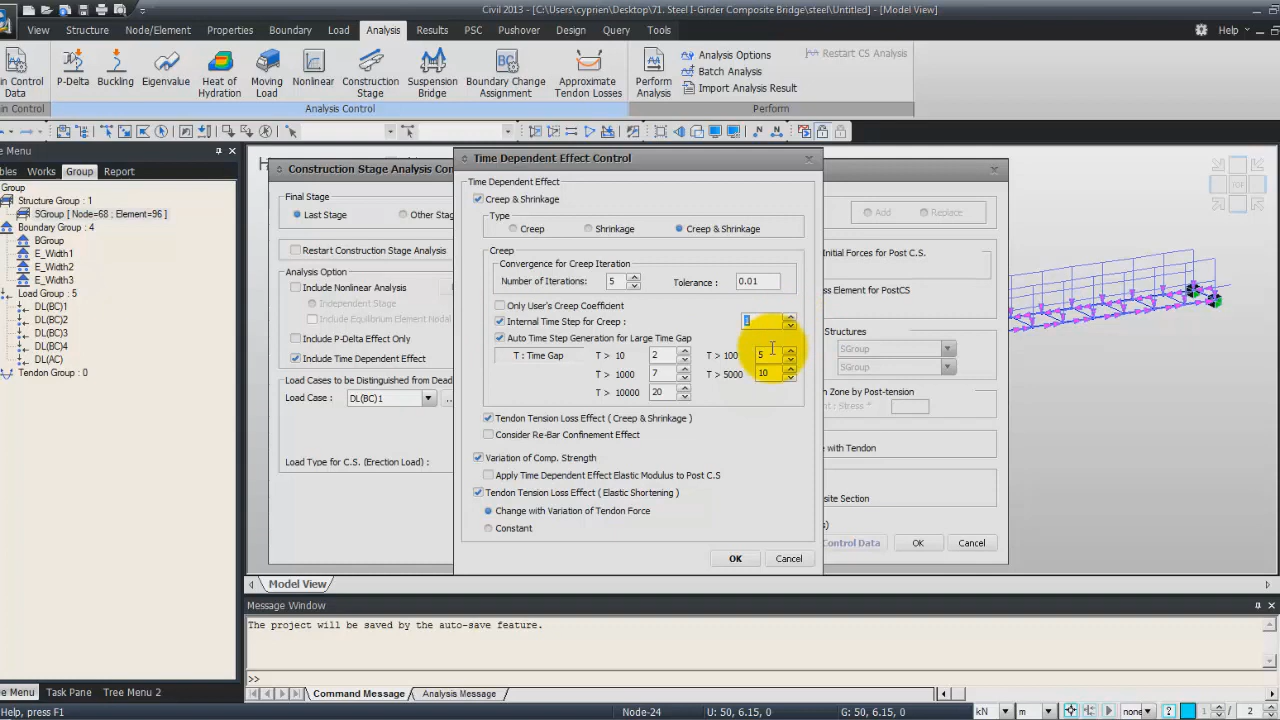 Civil 2013 - [C:\Users\cyprien\Desktop\71. Steel I-Girder Composite Bridge\steel\Untitled] - [Model View]
View Structure Node/Element Properties Boundary Load Analysis Results PSC Pushover Design Query Tools Help
in Control Data
P-Delta
Buckling
Eigenvalue
Heat of Hydration
Moving Load
Nonlinear
Construction Stage
Suspension Bridge
Boundary Change Assignment
Approximate Tendon Losses
Perform Analysis
Analysis Options
Batch Analysis
Import Analysis Result
Restart CS Analysis
in Control
Analysis Control
Perform
e Menu
bles Works Group Report
Group
Structure Group : 1
SGroup [ Node=68 ; Element=96 ]
Boundary Group : 4
BGroup
E_Width1
E_Width2
E_Width3
Load Group : 5
DL(BC)1
DL(BC)2
DL(BC)3
DL(BC)4
DL(AC)
Tendon Group : 0
Construction Stage Analysis Con
Final Stage
Last Stage Other Stag
Restart Construction Stage Analysis
Analysis Option
Include Nonlinear Analysis
Independent Stage
Include Equilibrium Element Nodal
Include P-Delta Effect Only
Include Time Dependent Effect
Load Cases to be Distinguished from Dead
Load Case : DL(BC)1 ..
Load Type for C.S. (Erection Load) :
Time Dependent Effect Control
Time Dependent Effect
Creep & Shrinkage
Type
Creep Shrinkage Creep & Shrinkage
Creep
Convergence for Creep Iteration
Number of Iterations: 5 Tolerance : 0.01
Only User's Creep Coefficient
Internal Time Step for Creep : 1
Auto Time Step Generation for Large Time Gap
T : Time Gap T > 10 2 T > 100 5
T > 1000 7 T > 5000 10
T > 10000 20
Tendon Tension Loss Effect ( Creep & Shrinkage )
Consider Re-Bar Confinement Effect
Variation of Comp. Strength
Apply Time Dependent Effect Elastic Modulus to Post C.S
Tendon Tension Loss Effect ( Elastic Shortening )
Change with Variation of Tendon Force
Constant
OK Cancel
Add Replace
Initial Forces for Post C.S.
ss Element for PostCS
Structures
SGroup
SGroup
n Zone by Post-tension
t : Stress *
e with Tendon
site Section
s)
Control Data OK Cancel
TOP
Model View
Message Window
The project will be saved by the auto-save feature.
>>
ee Menu Task Pane Tree Menu 2 Command Message Analysis Message
Help, press F1 Node-24 U: 50, 6.15, 0 G: 50, 6.15, 0 kN m none 1 / 2